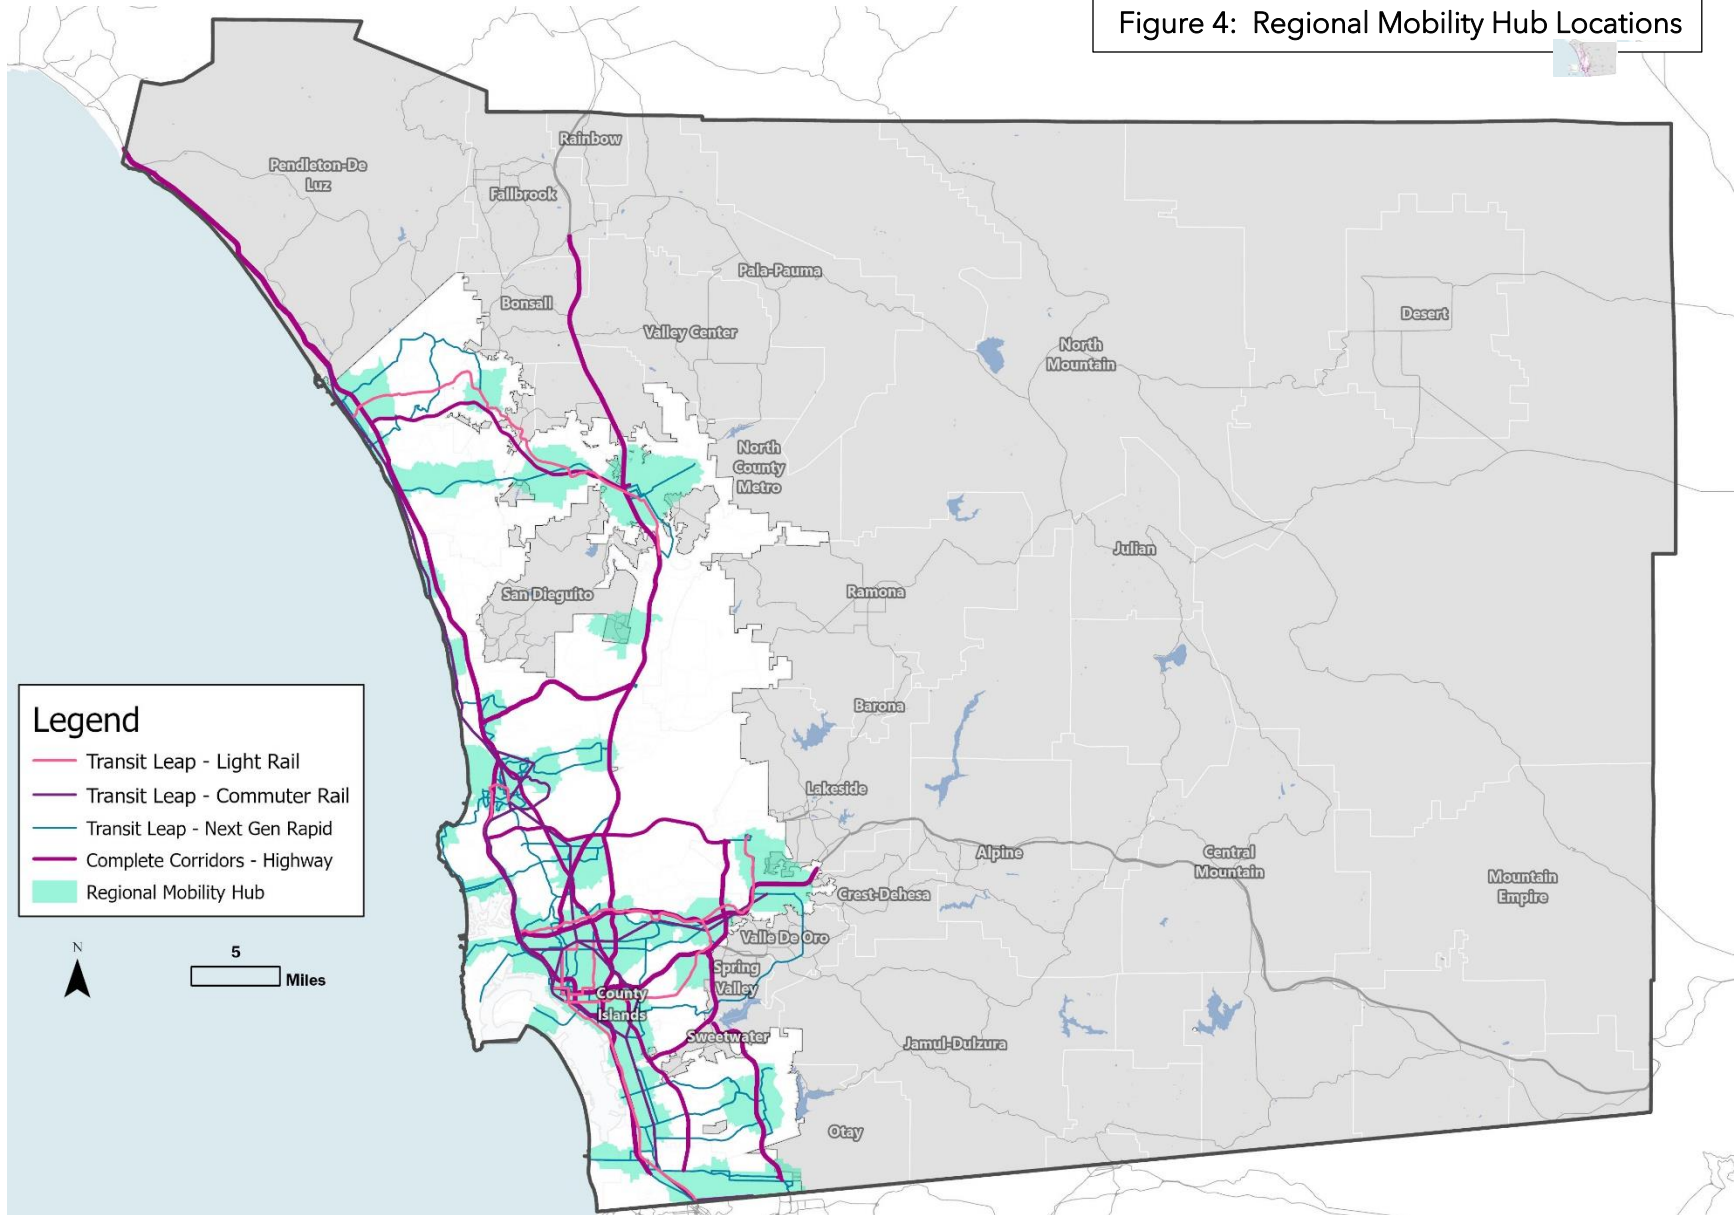 Figure 4: Regional Mobility Hub Locations
Rainbow
Pendleton-De
Luz
Fallbrook
Pala-Pauma
Bonsall
Desert
Valley Center
North
Mountain
North
County
Metro
Julian
San Dieguito
Ramona
Barona
Legend
Transit Leap - Light Rail
Transit Leap - Commuter Rail
Transit Leap - Next Gen Rapid
Complete Corridors - Highway
Regional Mobility Hub
Lakeside
Alpine
Central
Mountain
Mountain
Empire
Crest-Dehesa
Valle De Oro
N
5
Miles
Spring
Valley
County
Islands
Sweetwater
Jamul-Dulzura
Otay